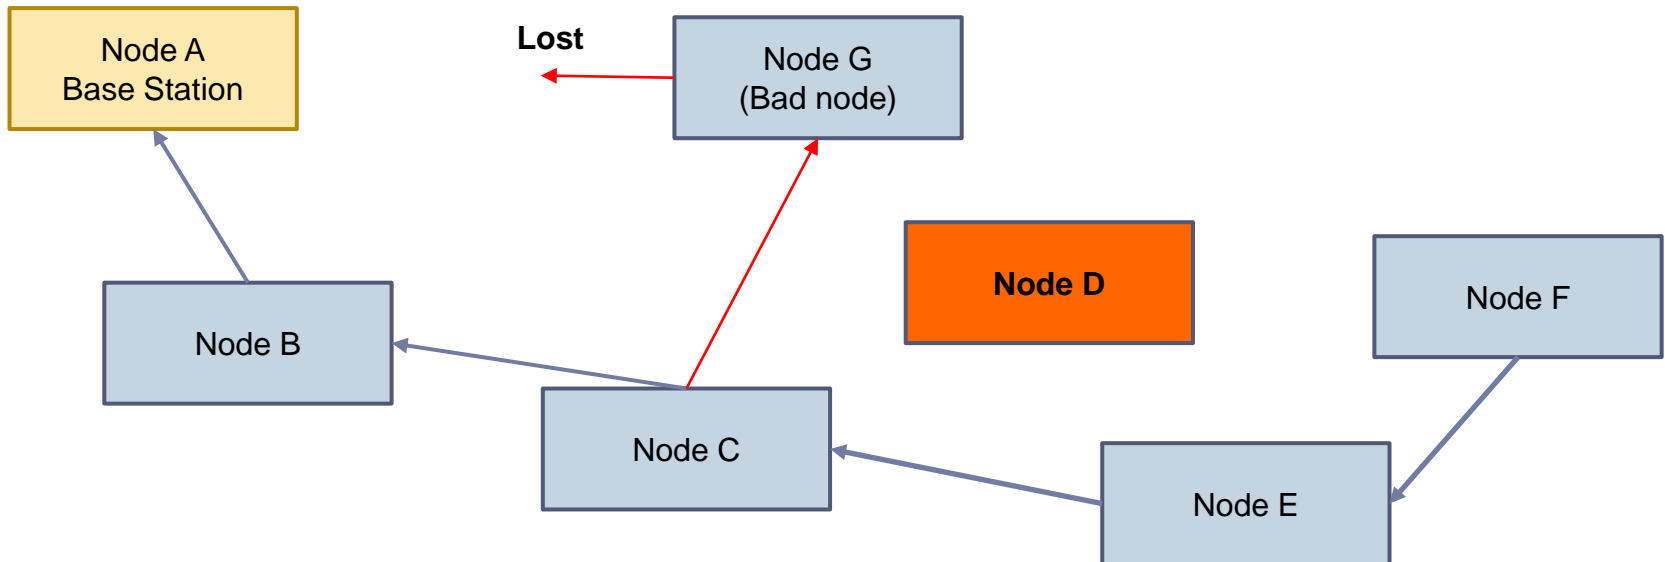 Node A
Base Station
Lost
Node G
(Bad node)
Node D
Node F
Node B
Node C
Node E